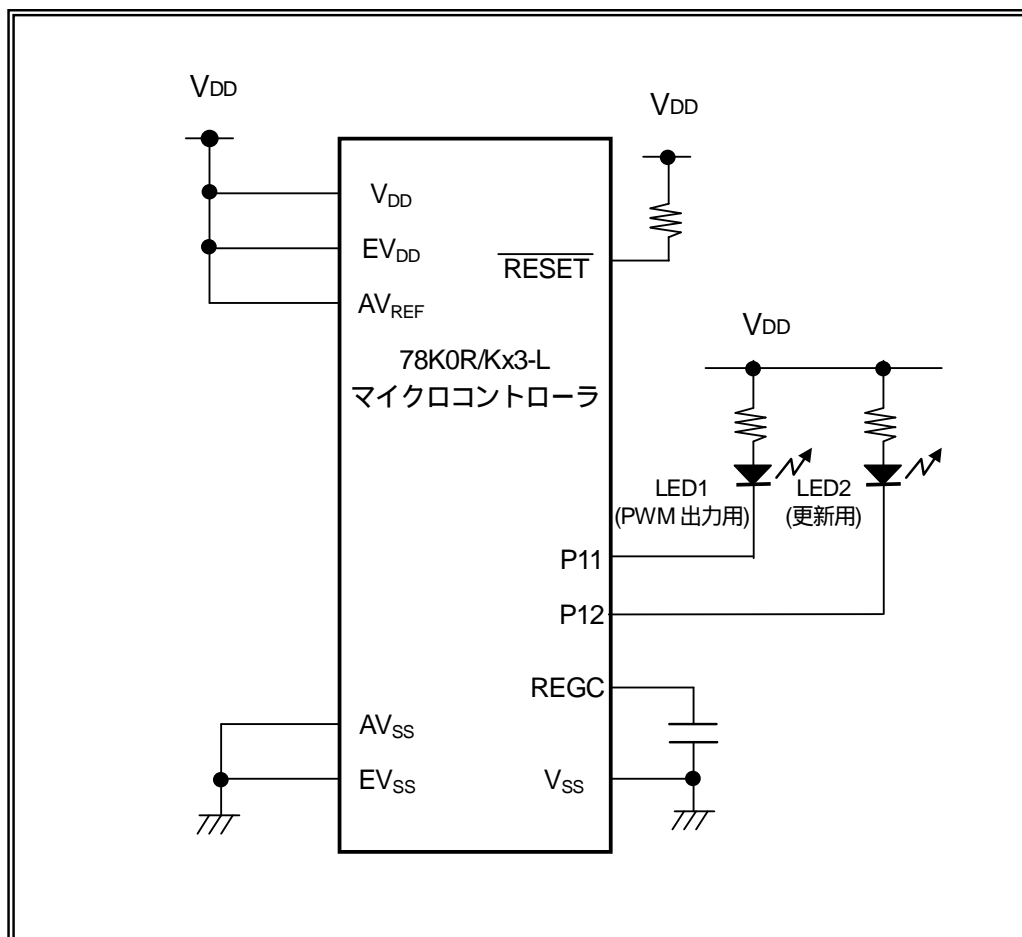 VDD
VDD
VDD
EVDD
RESET
AVREF
VDD
78K0R/Kx3-L
マイクロコントローラ
LED1
(PWM 出力用)
LED2
(更新用)
P11
P12
REGC
AVSS
EVSS
VSS